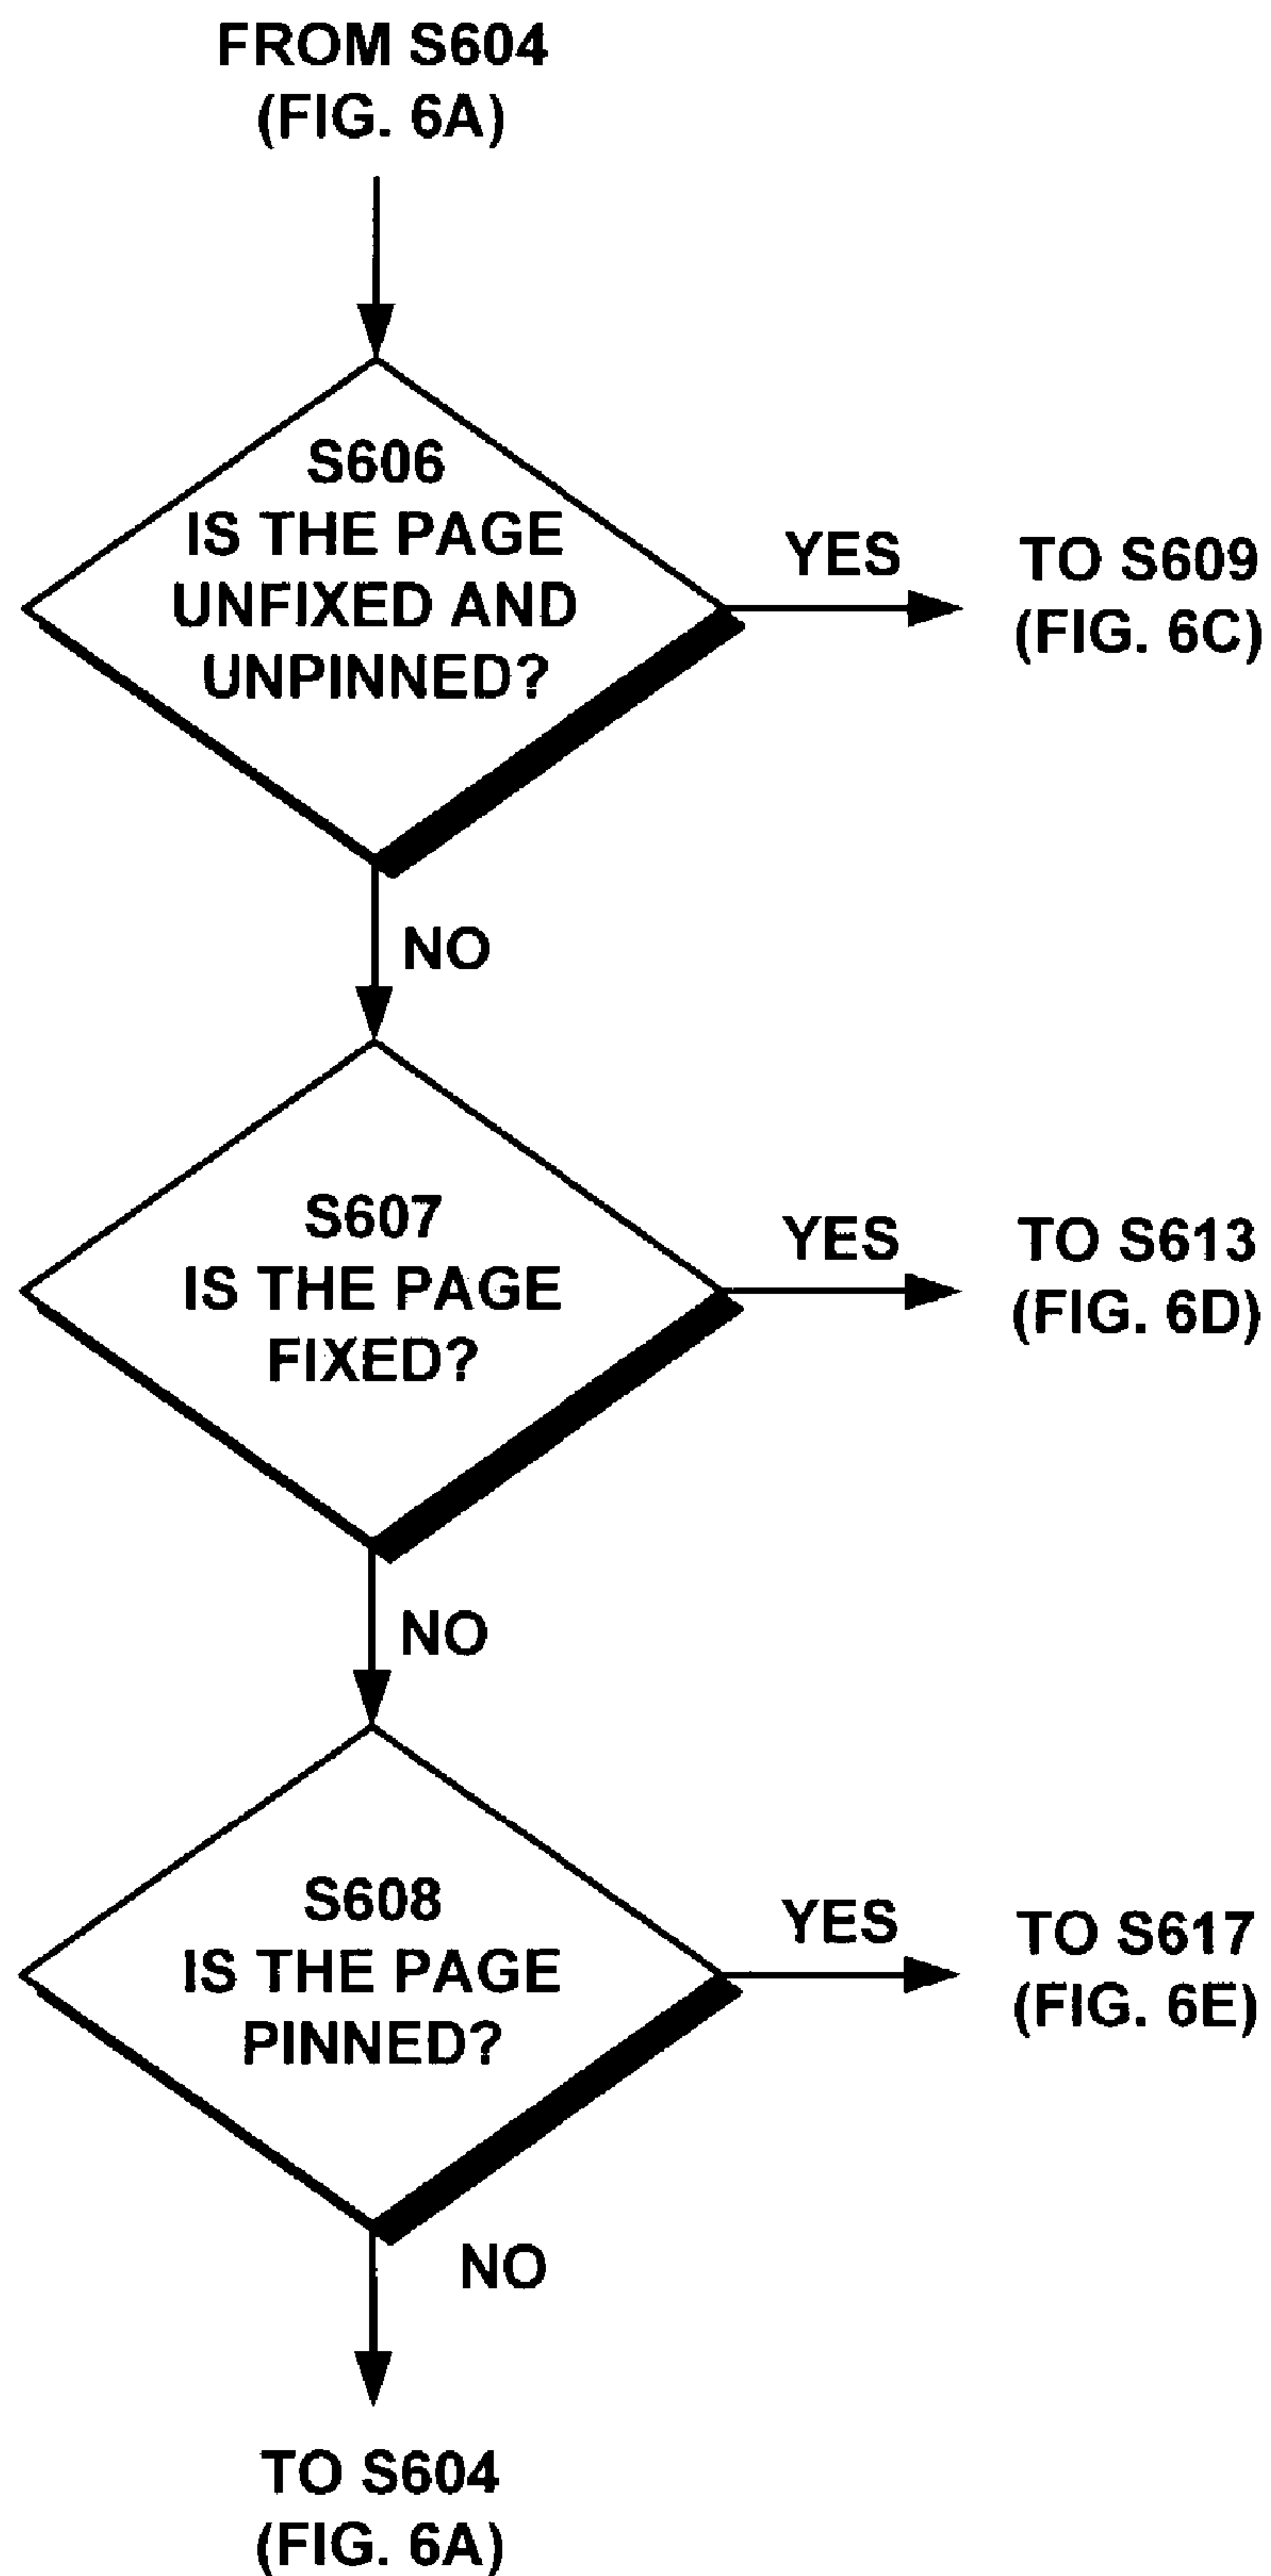 FROM S604
(FIG. 6A)
S606
IS THE PAGE
UNFIXED AND
UNPINNED?
YES
TO S609
(FIG. 6C)
NO
S607
IS THE PAGE
FIXED?
YES
TO S613
(FIG. 6D)
NO
S608
IS THE PAGE
PINNED?
YES
TO S617
(FIG. 6E)
NO
TO S604
(FIG. 6A)